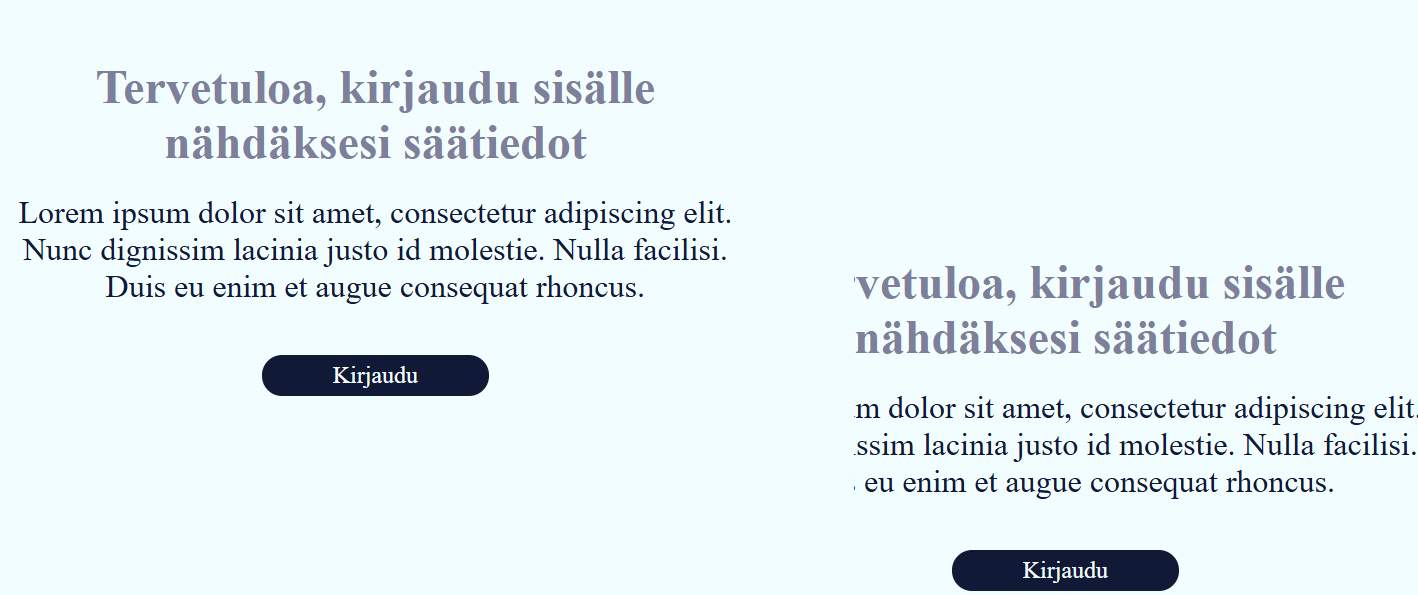 Tervetuloa, kirjaudu sisälle
nähdäksesi säätiedot
Lorem ipsum dolor sit amet, consectetur adipiscing elit.
Nunc dignissim lacinia justo id molestie. Nulla facilisi.
Duis eu enim et augue consequat rhoncus.
Kirjaudu
vetuloa, kirjaudu sisälle
nähdäksesi säätiedot
m dolor sit amet, consectetur adipiscing elit.
ssim lacinia justo id molestie. Nulla facilisi.
eu enim et augue consequat rhoncus.
Kirjaudu